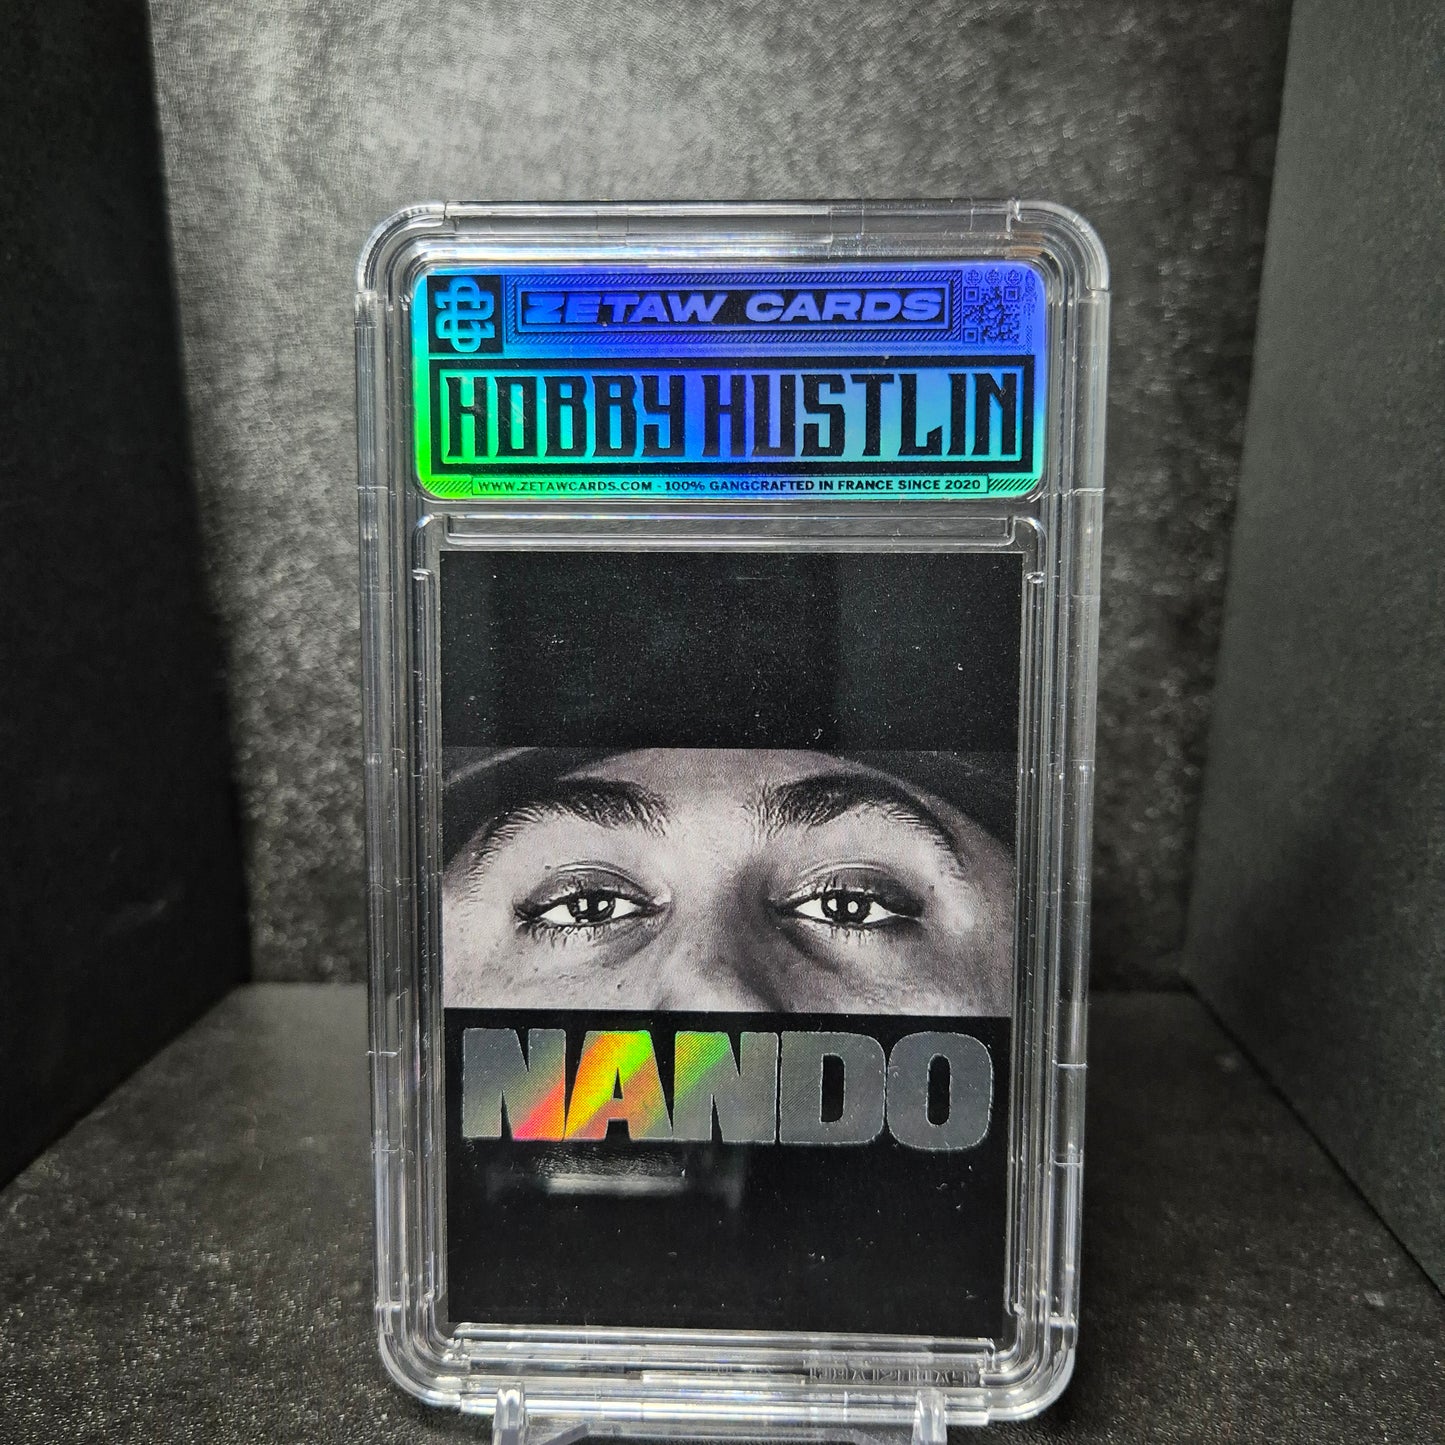 ZETAW CARDS
HOBBY HUSTLIN
WWW.ZETAWCARDS.COM - 100% GANGCRAFTED IN FRANCE SINCE 2020
NANDO